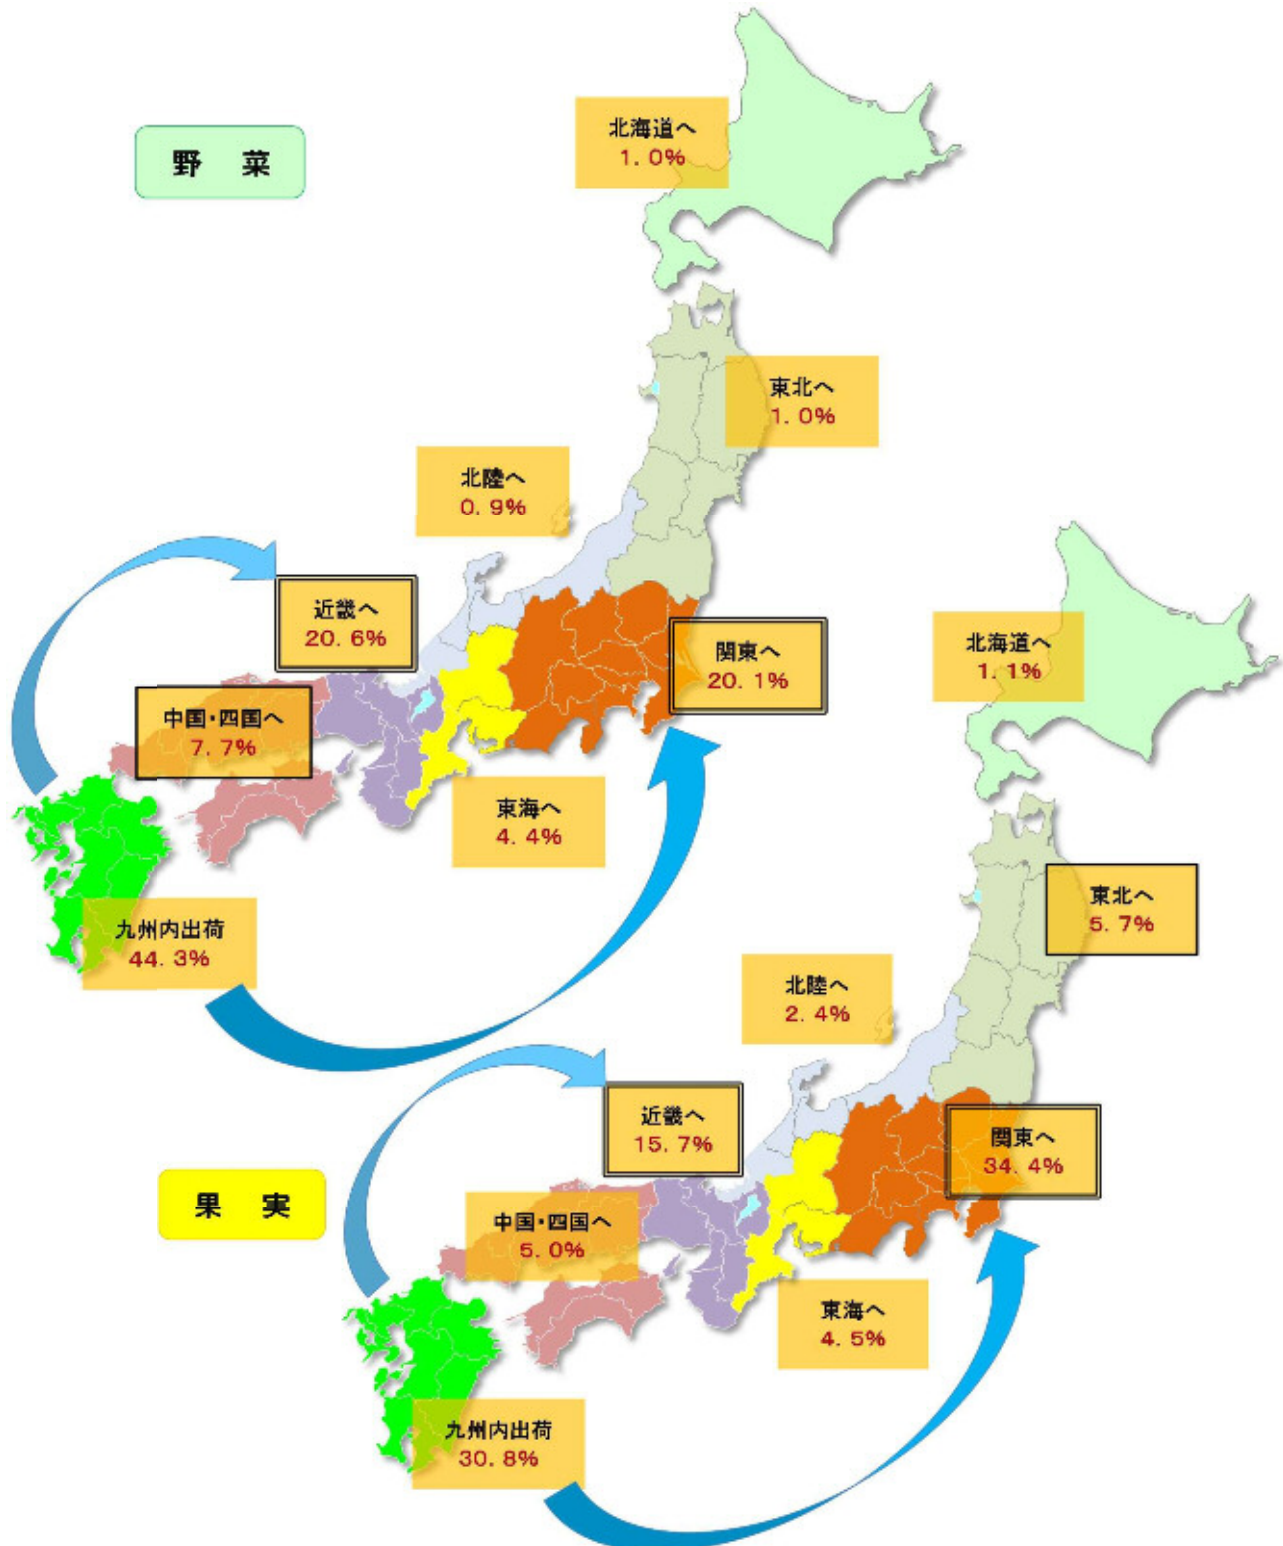 野 菜
北海道へ
1.0%
東北へ
1.0%
北陸へ
0.9%
近畿へ
20.6%
関東へ
20.1%
中国・四国へ
7.7%
東海へ
4.4%
九州内出荷
44.3%
果 実
北海道へ
1.1%
東北へ
5.7%
北陸へ
2.4%
近畿へ
15.7%
関東へ
34.4%
中国・四国へ
5.0%
東海へ
4.5%
九州内出荷
30.8%